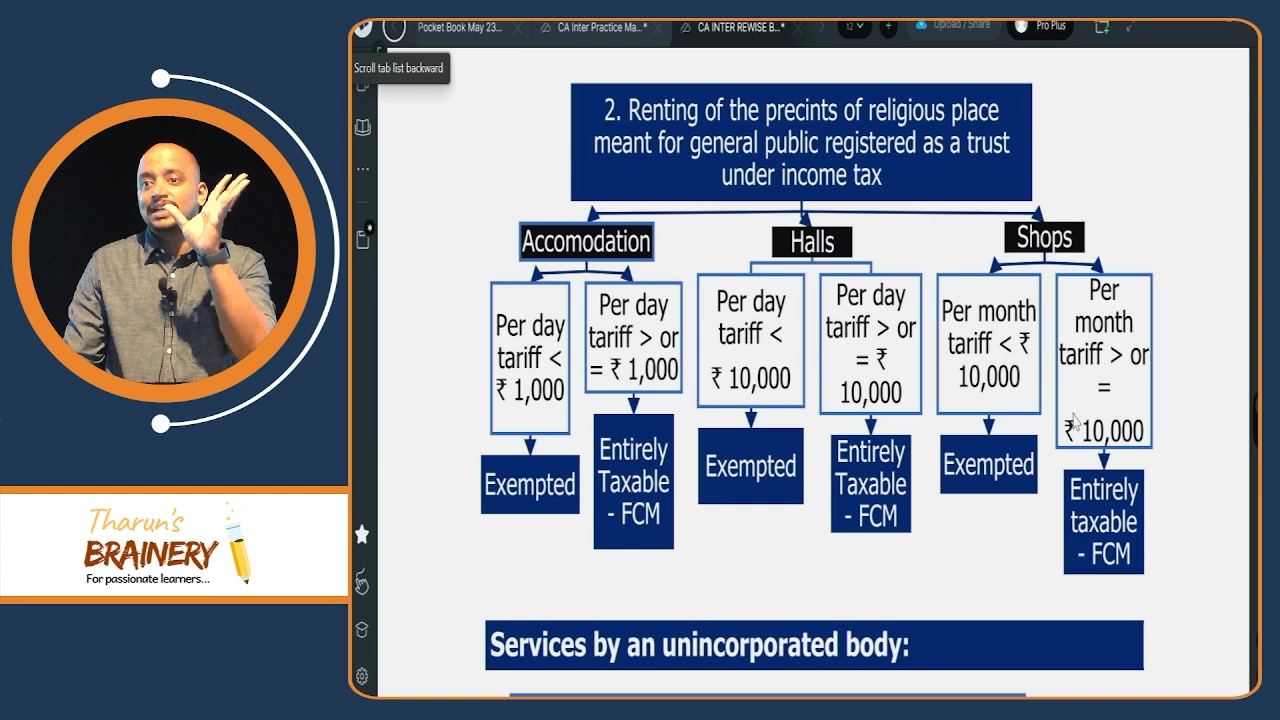 Pocket Book May 23...
CA Inter Practice Ma...*
CA INTER REWISE B...*
12
Upload / Share
Pro Plus
Scroll tab list backward
2. Renting of the precints of religious place
meant for general public registered as a trust
under income tax
Accomodation
Halls
Shops
Per day
tariff <
₹ 1,000
Per day
tariff > or
= ₹ 1,000
Per day
tariff <
₹ 10,000
Per day
tariff > or
= ₹
10,000
Per month
tariff < ₹
10,000
Per
month
tariff > or
=
₹ 10,000
Exempted
Entirely
Taxable
- FCM
Exempted
Entirely
Taxable
- FCM
Exempted
Entirely
taxable
- FCM
Services by an unincorporated body:
Tharun's
BRAINERY
For passionate learners...